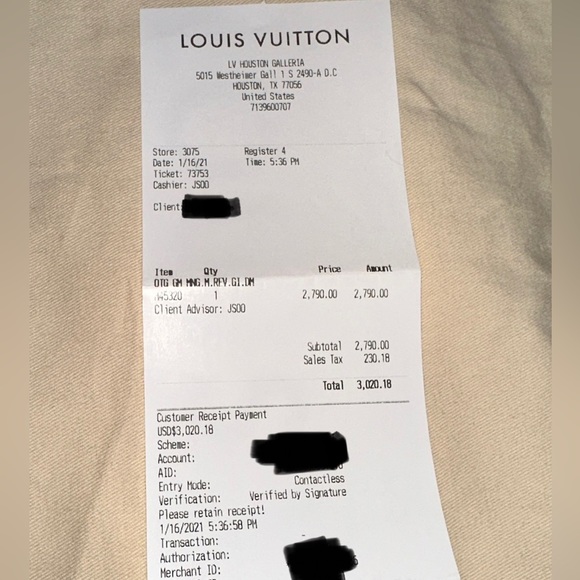 LOUIS VUITTON
LV HOUSTON GALLERIA
5015 Westheimer Gall 1 S 2490-A D.C
HOUSTON, TX 77056
United States
7139600707
Store: 3075 Register 4
Date: 1/16/21 Time: 5:36 PM
Ticket: 73753
Cashier: JS00
Client
Item Qty Price Amount
OTG GM MNG.M.RFV.GI.DM
1 2,790.00 2,790.00
Client Advisor: JS00
Subtotal 2,790.00
Sales Tax 230.18
Total 3,020.18
Customer Receipt Payment
USD$3,020.18
Scheme:
Account:
AID:
Entry Mode: Contactless
Verification: Verified by Signature
Please retain receipt!
1/16/2021 5:36:58 PM
Transaction:
Authorization:
Merchant ID: